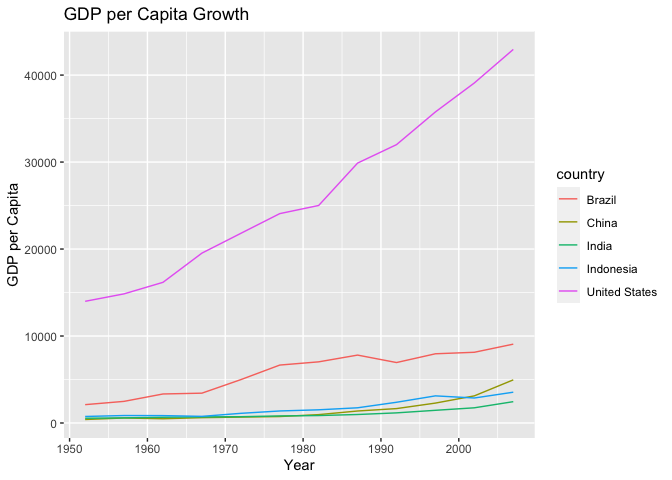 GDP per Capita Growth
40000
30000
20000
10000
0
GDP per Capita
1950
1960
1970
1980
1990
2000
Year
country
Brazil
China
India
Indonesia
United States